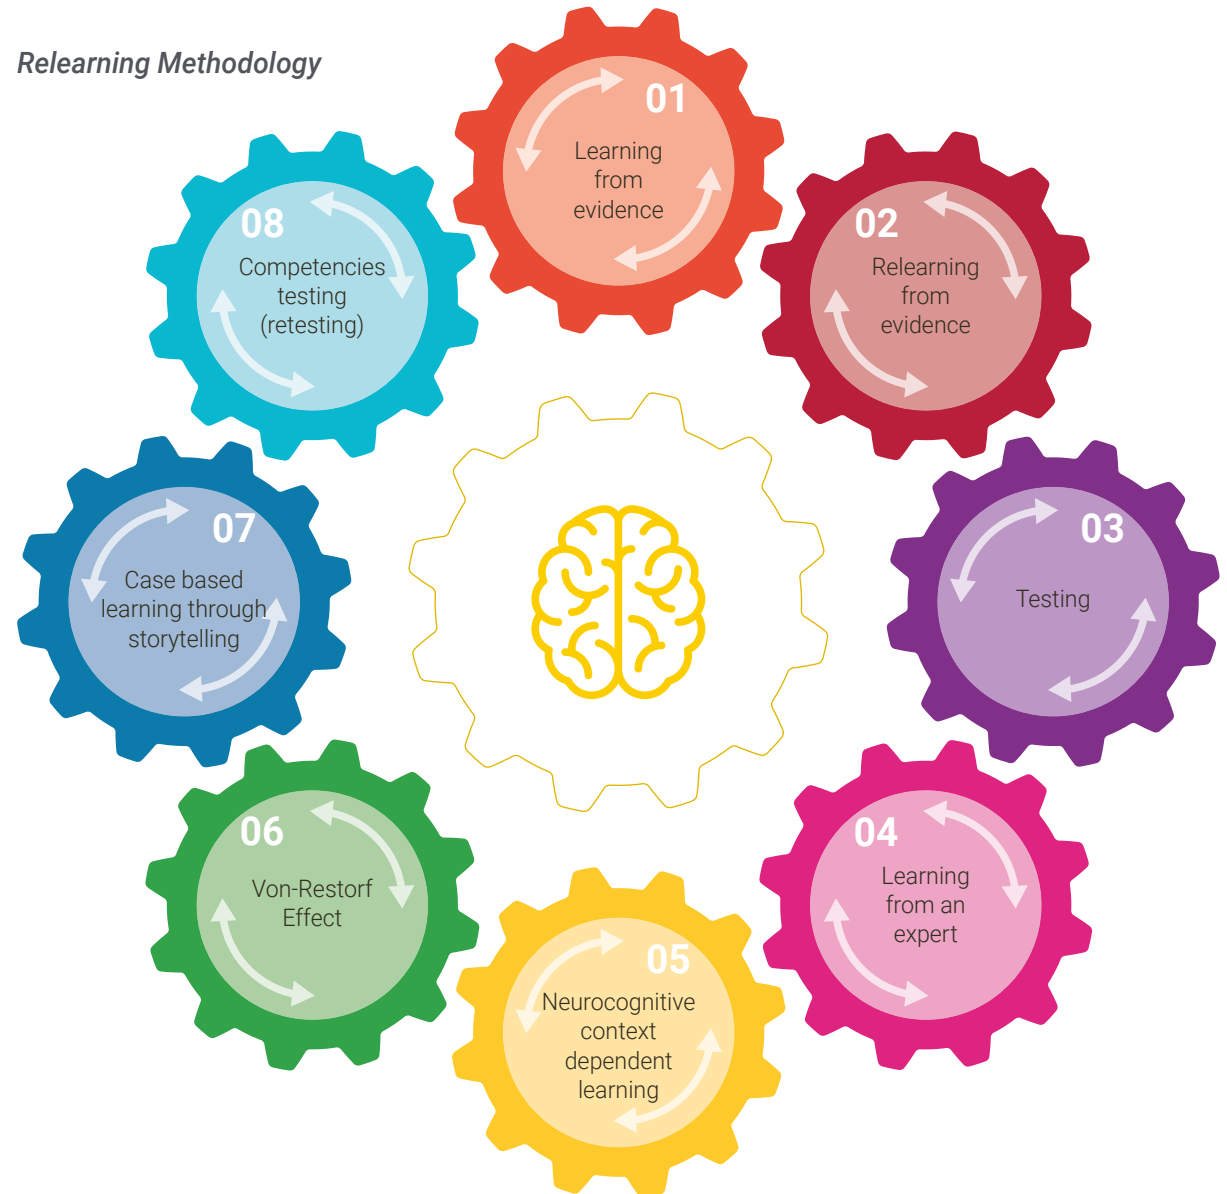 Relearning Methodology
01
Learning
from
evidence
02
Relearning
from
evidence
03
Testing
04
Learning
from an
expert
05
Neurocognitive
context
dependent
learning
06
Von-Restorf
Effect
07
Case based
learning through
storytelling
08
Competencies
testing
(retesting)